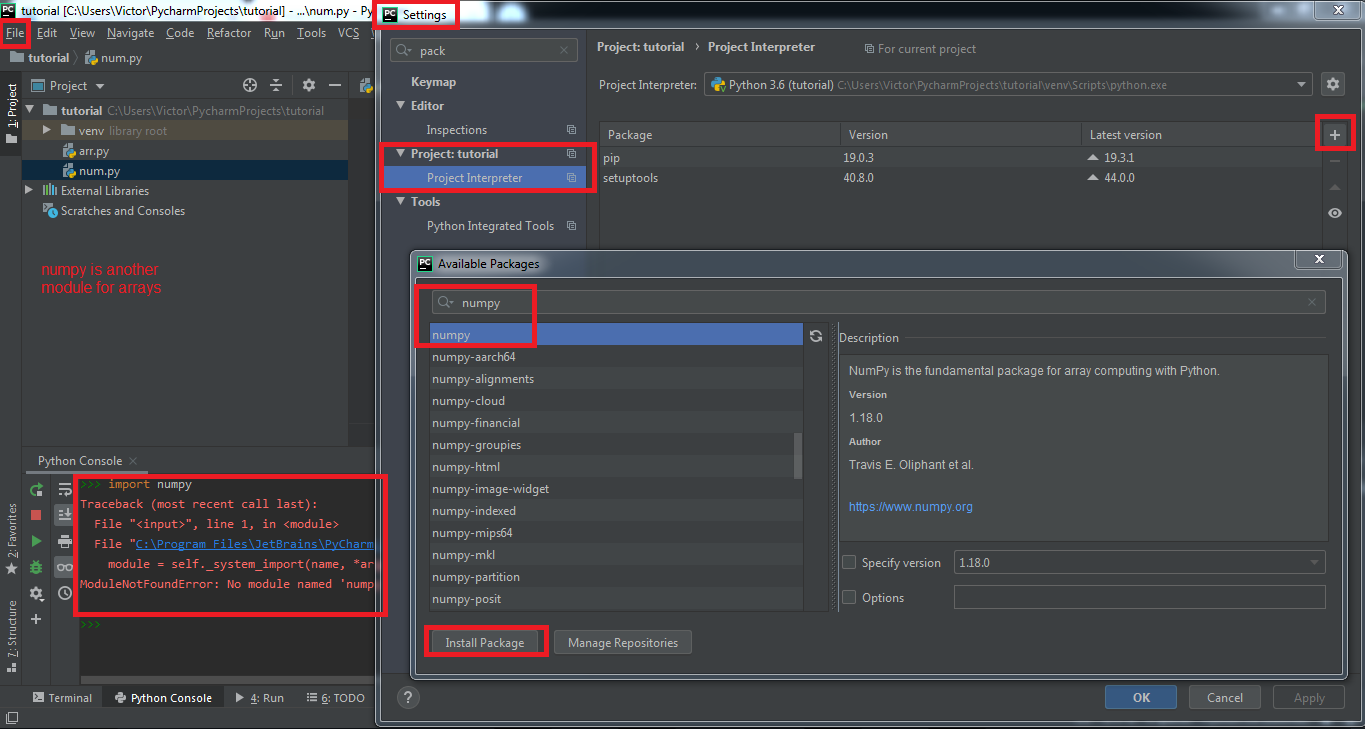 tutorial [C:\Users\Victor\PycharmProjects\tutorial] - ...\num.py - Py
File Edit View Navigate Code Refactor Run Tools VCS
tutorial num.py
1: Project
Project
tutorial C:\Users\Victor\PycharmProjects\tutorial
venv library root
arr.py
num.py
External Libraries
Scratches and Consoles
numpy is another
module for arrays
Python Console
>>> import numpy
Traceback (most recent call last):
File "<input>", line 1, in <module>
File "C:\Program Files\JetBrains\PyCharm
module = self._system_import(name, *ar
ModuleNotFoundError: No module named 'nump
>>>
2: Favorites
7: Structure
Terminal Python Console 4: Run 6: TODO
PC Settings
pack
Keymap
Editor
Inspections
Project: tutorial
Project Interpreter
Tools
Python Integrated Tools
Project: tutorial › Project Interpreter For current project
Project Interpreter: Python 3.6 (tutorial) C:\Users\Victor\PycharmProjects\tutorial\venv\Scripts\python.exe
Package Version Latest version
pip 19.0.3 19.3.1
setuptools 40.8.0 44.0.0
PC Available Packages
numpy
numpy
numpy-aarch64
numpy-alignments
numpy-cloud
numpy-financial
numpy-groupies
numpy-html
numpy-image-widget
numpy-indexed
numpy-mips64
numpy-mkl
numpy-partition
numpy-posit
Description
NumPy is the fundamental package for array computing with Python.
Version
1.18.0
Author
Travis E. Oliphant et al.
https://www.numpy.org
Specify version 1.18.0
Options
Install Package Manage Repositories
? OK Cancel Apply